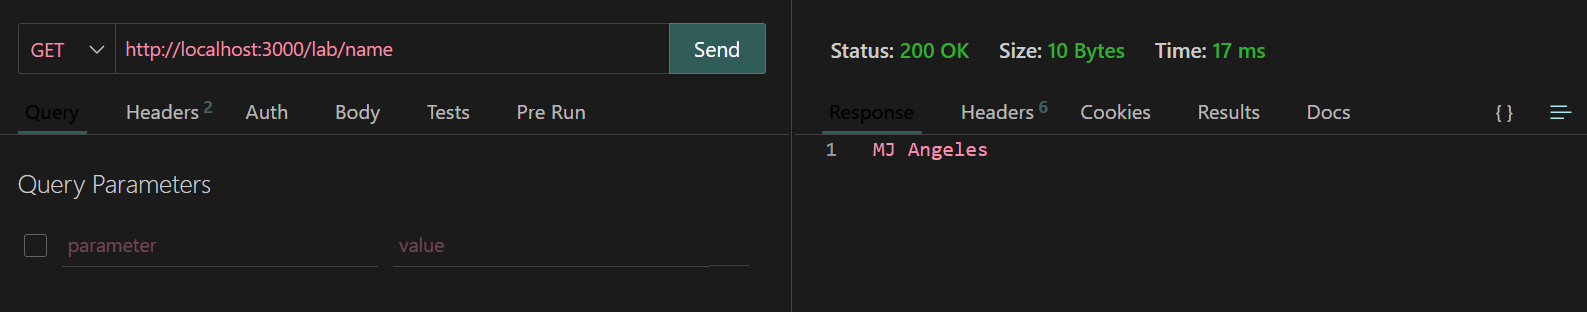 GET http://localhost:3000/lab/name Send
Query Headers 2 Auth Body Tests Pre Run
Query Parameters
parameter value
Status: 200 OK Size: 10 Bytes Time: 17 ms
Response Headers 6 Cookies Results Docs { }
1 MJ Angeles